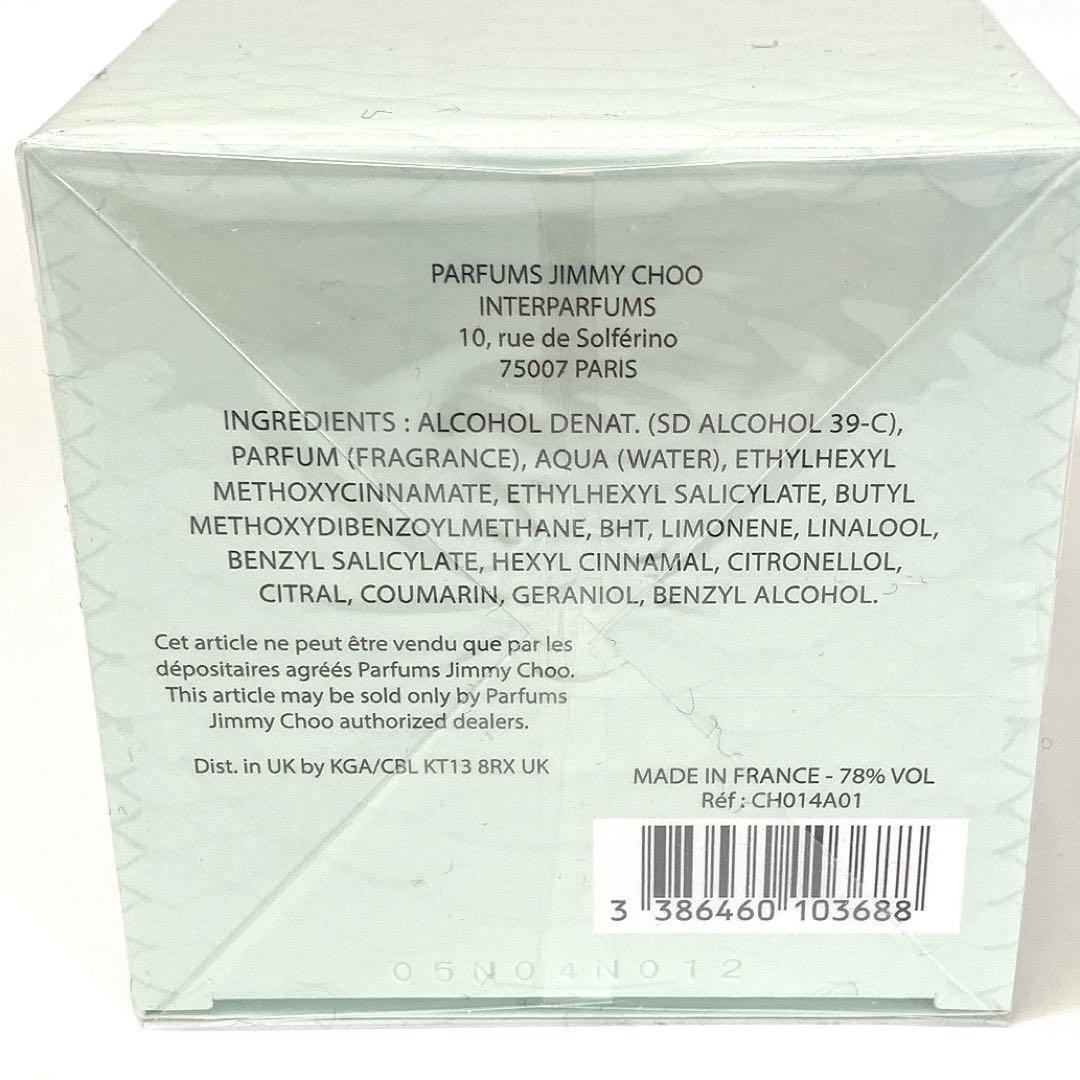 PARFUMS JIMMY CHOO
INTERPARFUMS
10, rue de Solférino
75007 PARIS
INGREDIENTS : ALCOHOL DENAT. (SD ALCOHOL 39-C),
PARFUM (FRAGRANCE), AQUA (WATER), ETHYLHEXYL
METHOXYCINNAMATE, ETHYLHEXYL SALICYLATE, BUTYL
METHOXYDIBENZOYLMETHANE, BHT, LIMONENE, LINALOOL,
BENZYL SALICYLATE, HEXYL CINNAMAL, CITRONELLOL,
CITRAL, COUMARIN, GERANIOL, BENZYL ALCOHOL.
Cet article ne peut être vendu que par les
dépositaires agréés Parfums Jimmy Choo.
This article may be sold only by Parfums
Jimmy Choo authorized dealers.
Dist. in UK by KGA/CBL KT13 8RX UK
MADE IN FRANCE - 78% VOL
Réf : CH014A01
3 386460 103688
05N04N012